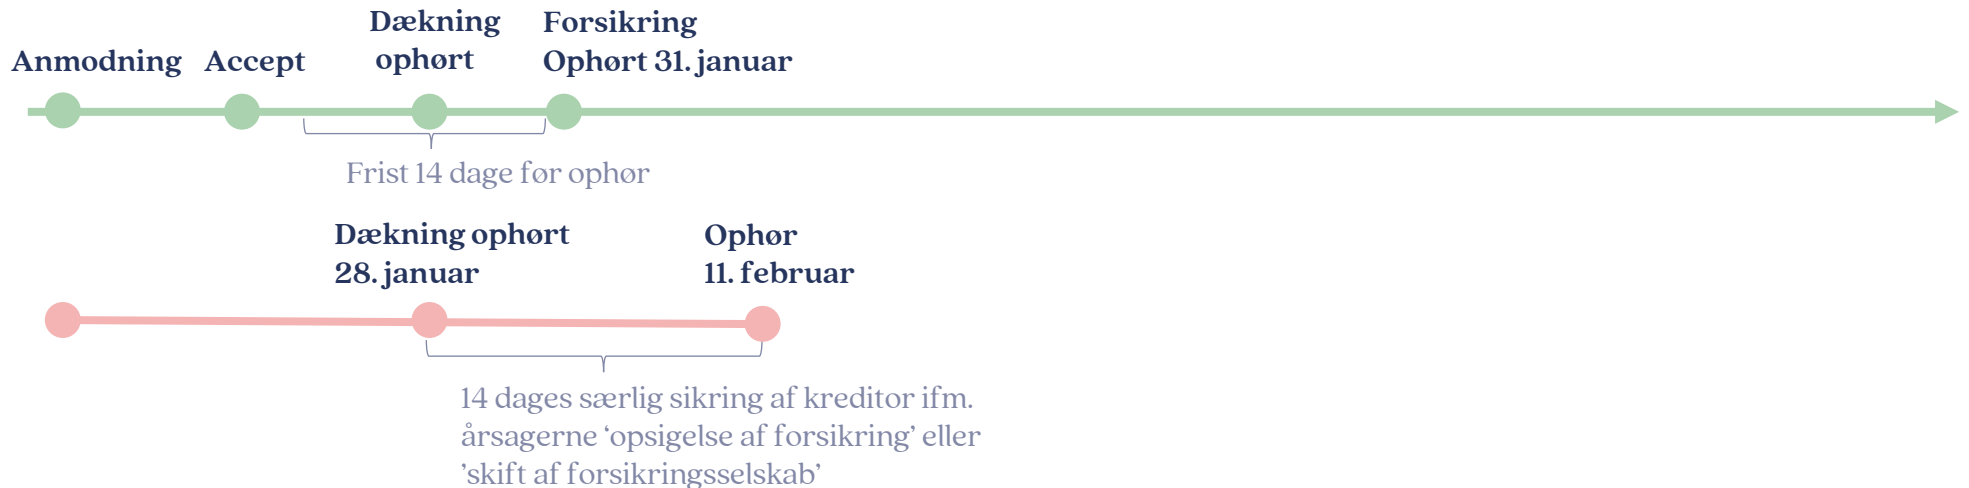 Anmodning
Accept
Dækning
ophørt
Forsikring
Ophørt 31. januar
Frist 14 dage før ophør
Dækning ophørt
28. januar
Ophør
11. februar
14 dages særlig sikring af kreditor ifm.
årsagerne ‘opsigelse af forsikring’ eller
’skift af forsikringsselskab’